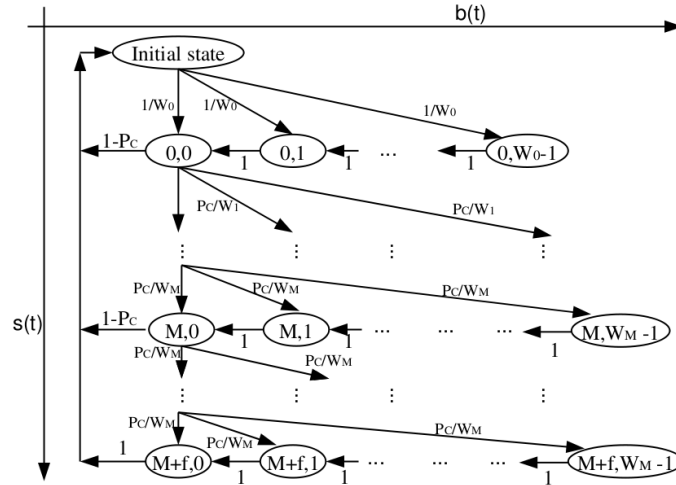 b(t)
Initial state
1/W₀ 1/W₀ 1/W₀
1-PC 0,0 1 0,1 1 ... 1 0,W₀-1
PC/W₁ PC/W₁
⋮ ⋮ ⋮ ⋮
s(t)
PC/WM PC/WM PC/WM
1-PC M,0 1 M,1 1 ... ... ... 1 M,WM -1
PC/WM PC/WM
⋮ ⋮ ⋮ ⋮
PC/WM PC/WM PC/WM
1 M+f,0 1 M+f,1 1 ... ... ... 1 M+f,WM -1